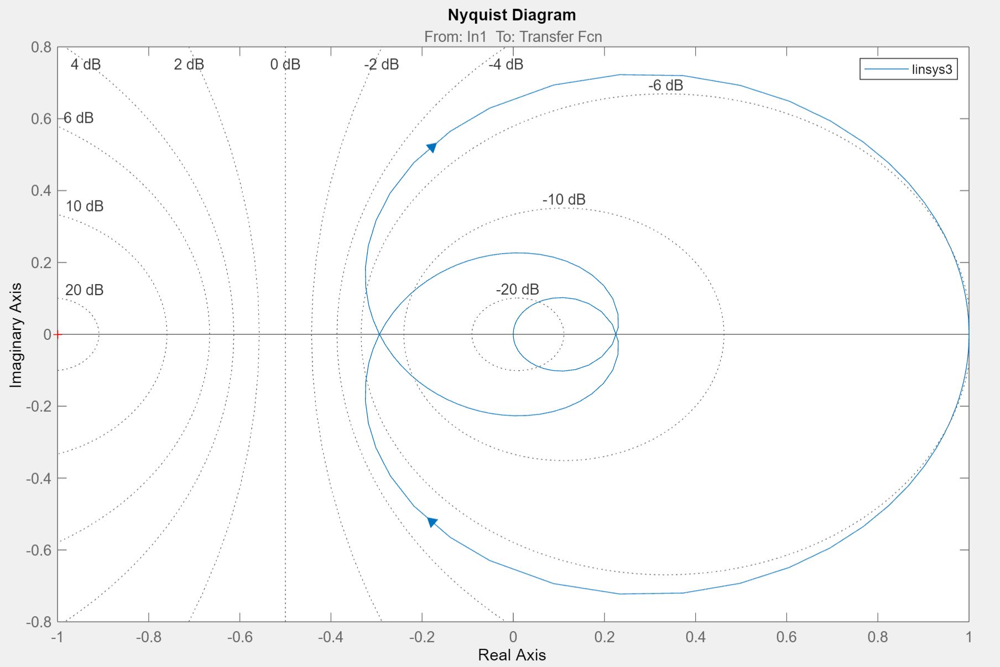 Nyquist Diagram
From: In1 To: Transfer Fcn
0.8
4 dB
2 dB
0 dB
-2 dB
-4 dB
linsys3
-6 dB
0.6
6 dB
0.4
10 dB
-10 dB
0.2
20 dB
-20 dB
0
-0.2
-0.4
-0.6
-0.8
Imaginary Axis
-1
-0.8
-0.6
-0.4
-0.2
0
0.2
0.4
0.6
0.8
1
Real Axis